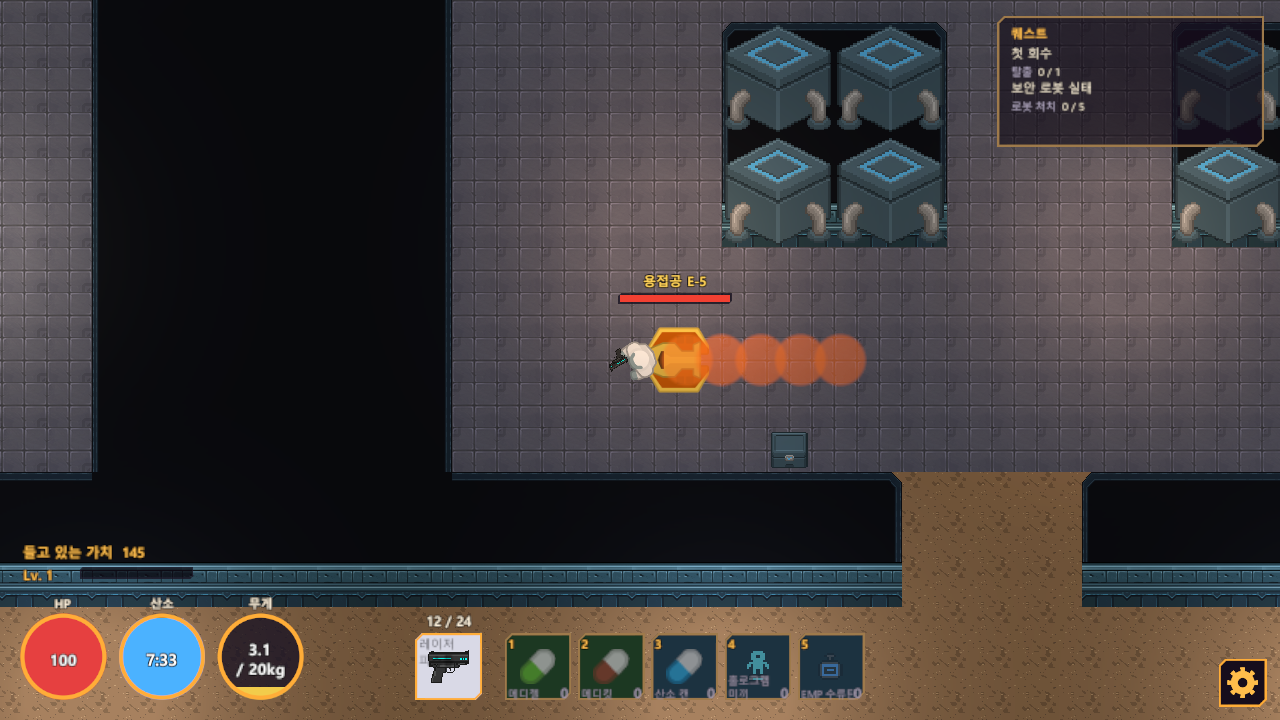 퀘스트
첫 회수
탈출 0/1
보안 로봇 실태
로봇 처치 0/5
용접공 E-5
들고 있는 가치 145
Lv. 1
HP
산소
무게
100
7:33
3.1
/ 20kg
12 / 24
레이저
1
메디젤 0
2
메디킷 0
3
산소 캔 0
4
홀로그램
미끼 0
5
EMP 수류탄 0